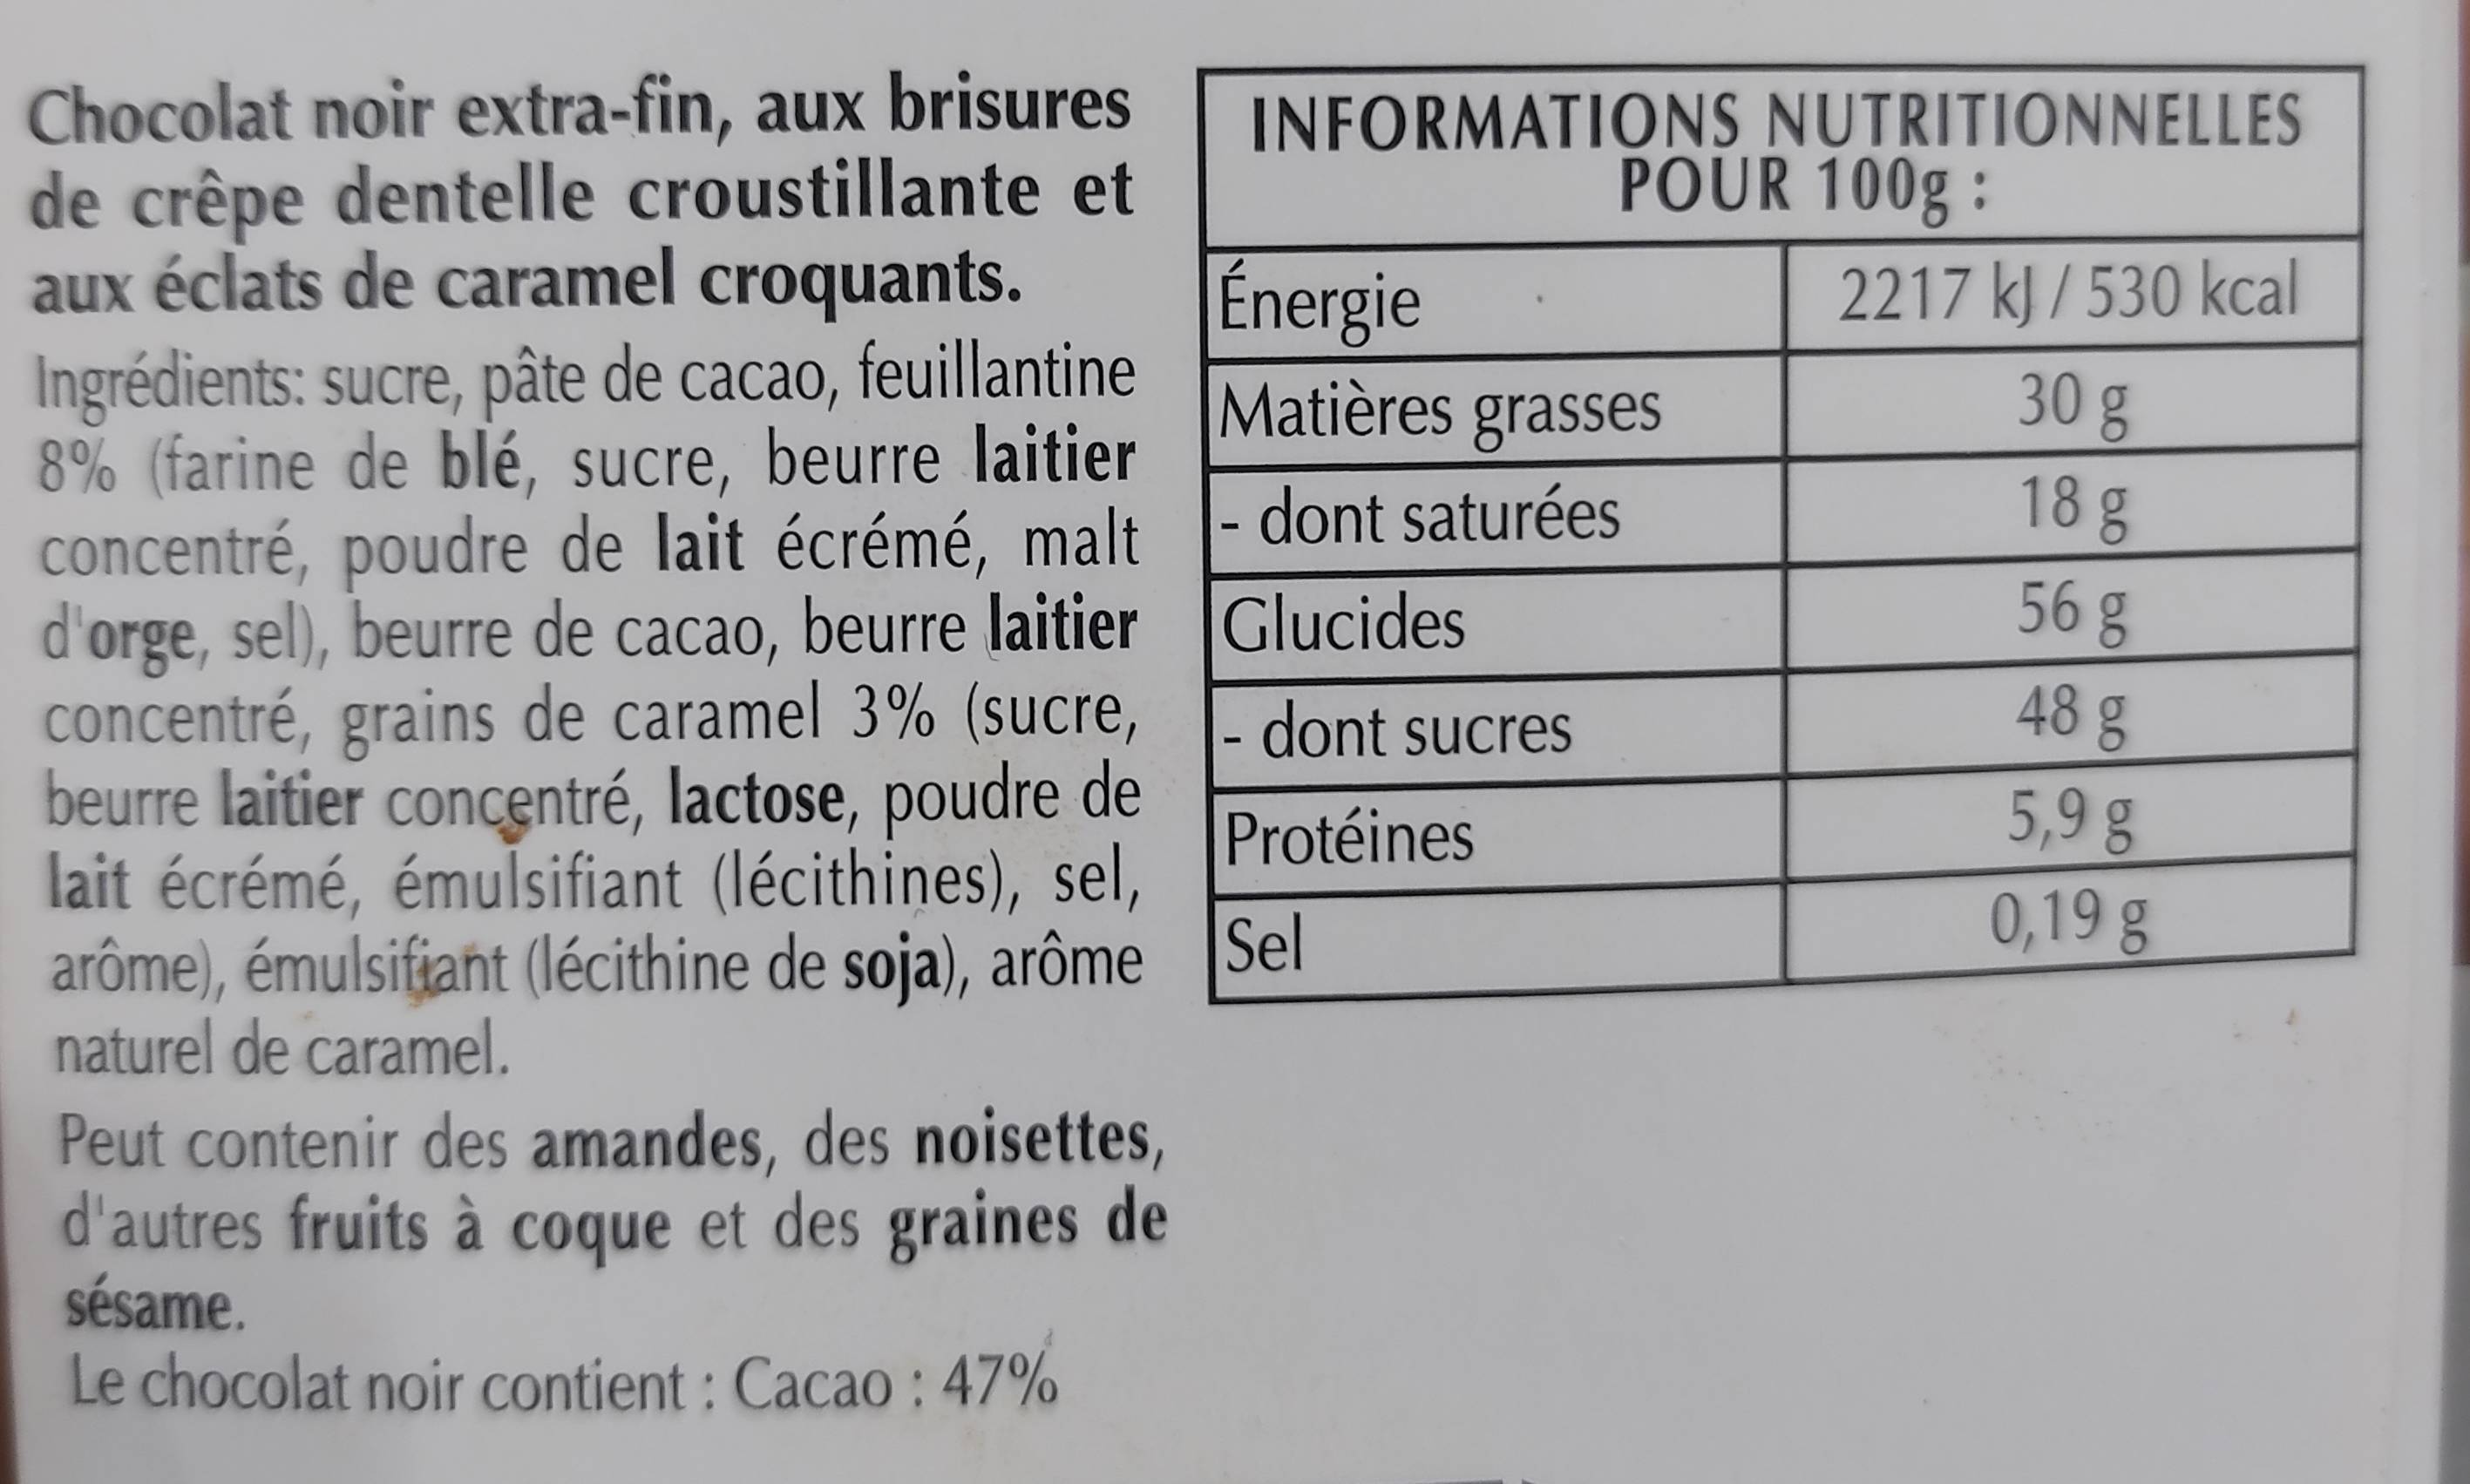 Chocolat noir extra-fin, aux brisures
de crêpe dentelle croustillante et
aux éclats de caramel croquants.
Ingrédients: sucre, pâte de cacao, feuillantine
8% (farine de blé, sucre, beurre laitier
concentré, poudre de lait écrémé, malt
d'orge, sel), beurre de cacao, beurre laitier
concentré, grains de caramel 3% (sucre,
beurre laitier concentré, lactose, poudre de
lait écrémé, émulsifiant (lécithines), sel,
arôme), émulsifiant (lécithine de soja), arôme
naturel de caramel.
Peut contenir des amandes, des noisettes,
d'autres fruits à coque et des graines de
sésame.
Le chocolat noir contient : Cacao : 47%
INFORMATIONS NUTRITIONNELLES
POUR 100g :
Énergie 2217 kJ / 530 kcal
Matières grasses 30 g
- dont saturées 18 g
Glucides 56 g
- dont sucres 48 g
Protéines 5,9 g
Sel 0,19 g